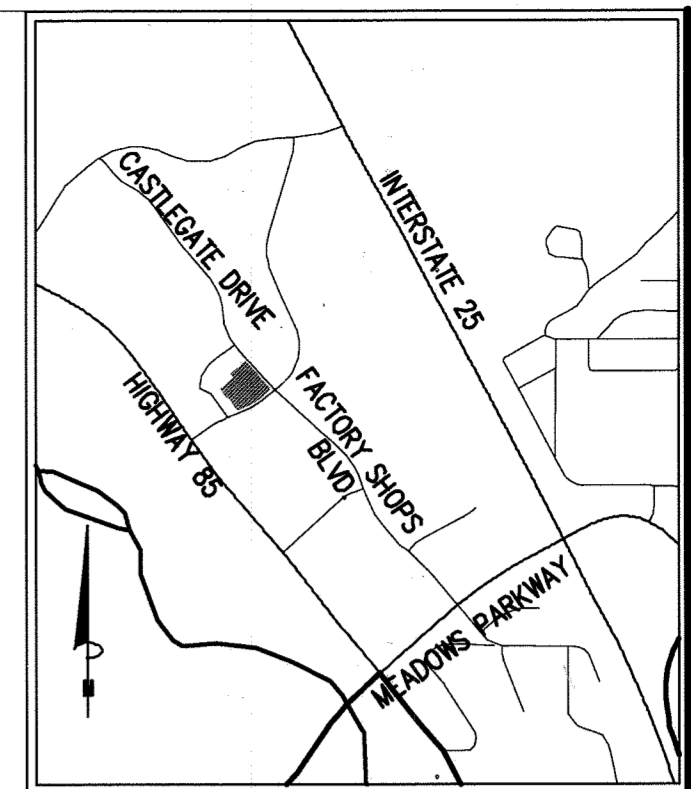 CASTLEGATE DRIVE
INTERSTATE 25
HIGHWAY 85
FACTORY SHOPS
BLVD
MEADOWS PARKWAY